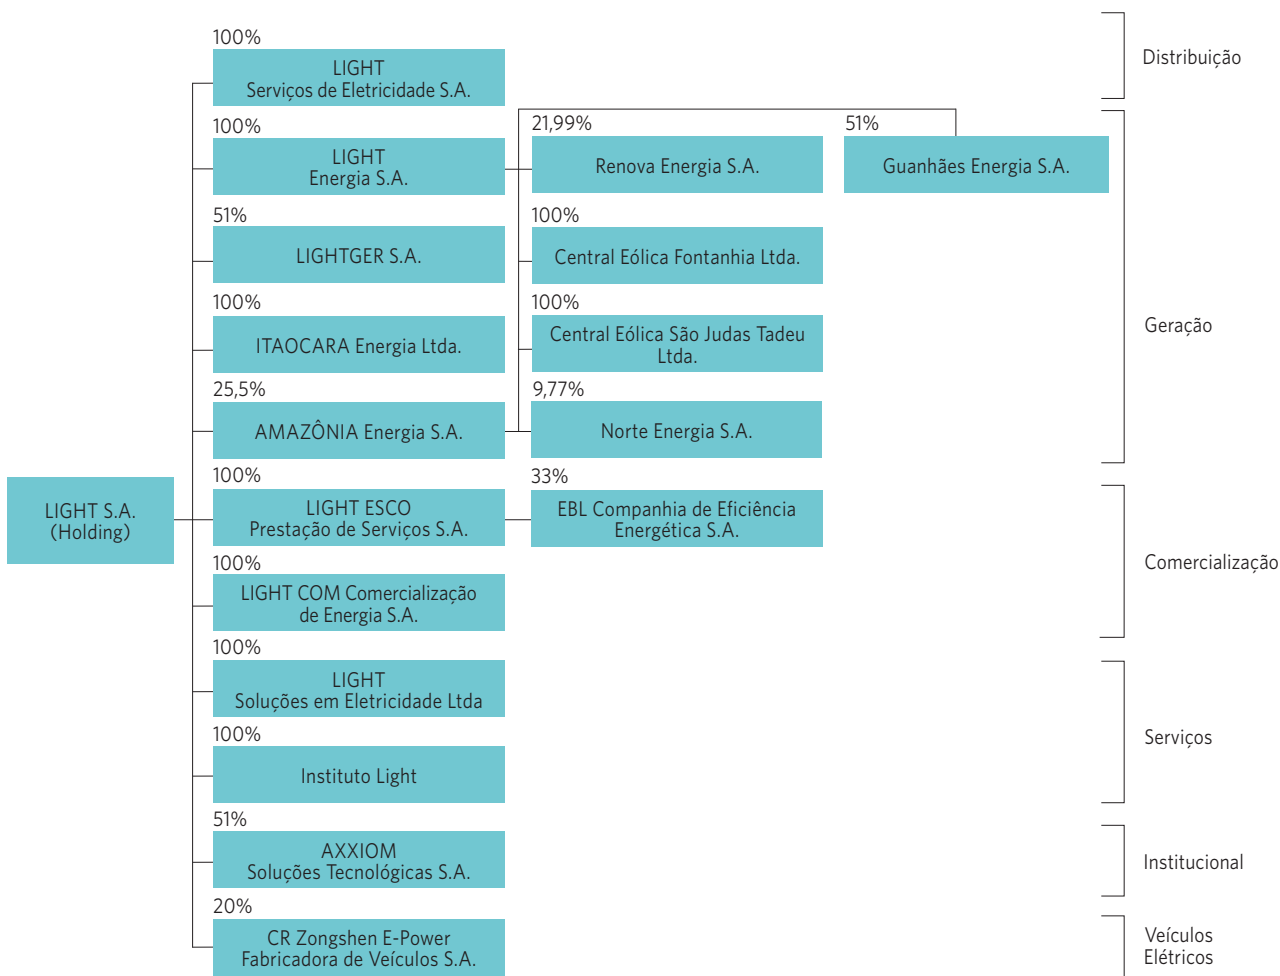 100%
LIGHT
Serviços de Eletricidade S.A.
Distribuição
100%
LIGHT
Energia S.A.
21,99%
Renova Energia S.A.
51%
Guanhães Energia S.A.
51%
LIGHTGER S.A.
100%
Central Eólica Fontanhia Ltda.
100%
ITAOCARA Energia Ltda.
100%
Central Eólica São Judas Tadeu
Ltda.
Geração
25,5%
AMAZÔNIA Energia S.A.
9,77%
Norte Energia S.A.
LIGHT S.A.
(Holding)
100%
LIGHT ESCO
Prestação de Serviços S.A.
33%
EBL Companhia de Eficiência
Energética S.A.
100%
LIGHT COM Comercialização
de Energia S.A.
Comercialização
100%
LIGHT
Soluções em Eletricidade Ltda
100%
Instituto Light
Serviços
51%
AXXIOM
Soluções Tecnológicas S.A.
Institucional
20%
CR Zongshen E-Power
Fabricadora de Veículos S.A.
Veículos
Elétricos